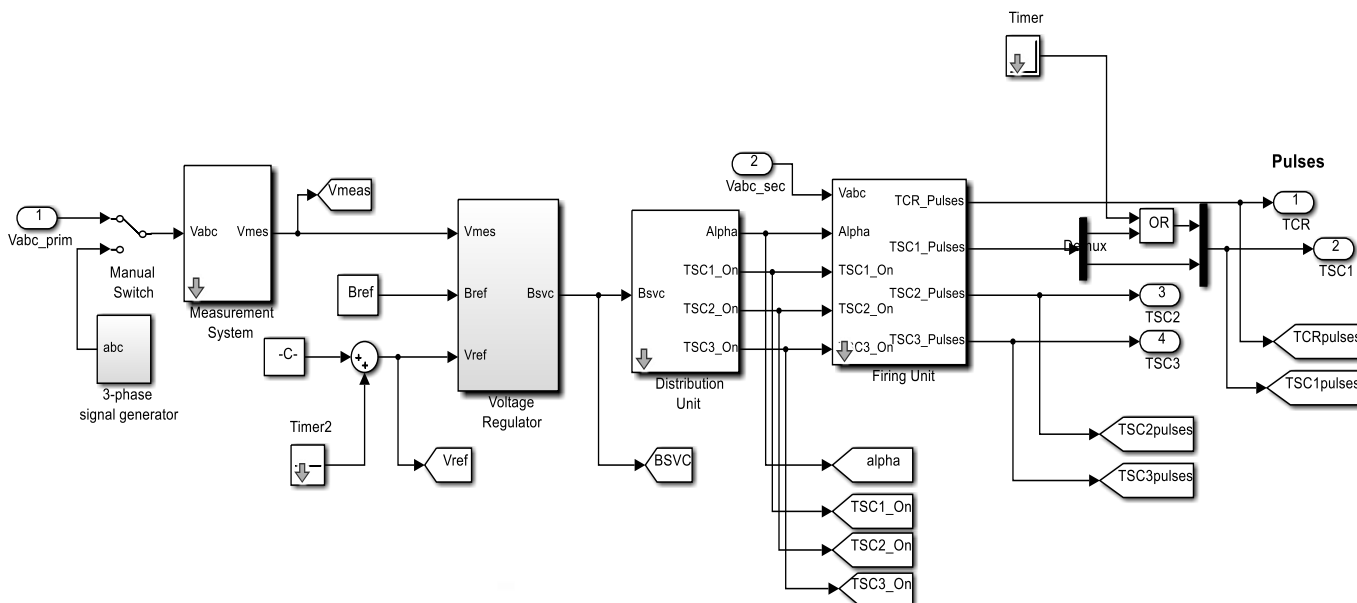 Timer
Pulses
1
Vabc_prim
Manual
Switch
abc
3-phase
signal generator
Vabc
Vmes
Measurement
System
Vmeas
Bref
-C-
++
Timer2
Vref
Vmes
Bref
Vref
Bsvc
Voltage
Regulator
BSVC
Bsvc
Alpha
TSC1_On
TSC2_On
TSC3_On
Distribution
Unit
2
Vabc_sec
Vabc
Alpha
TSC1_On
TSC2_On
TSC3_On
TCR_Pulses
TSC1_Pulses
TSC2_Pulses
TSC3_Pulses
Firing Unit
Demux
OR
1
TCR
2
TSC1
3
TSC2
4
TSC3
TCRpulses
TSC1pulses
TSC2pulses
TSC3pulses
alpha
TSC1_On
TSC2_On
TSC3_On